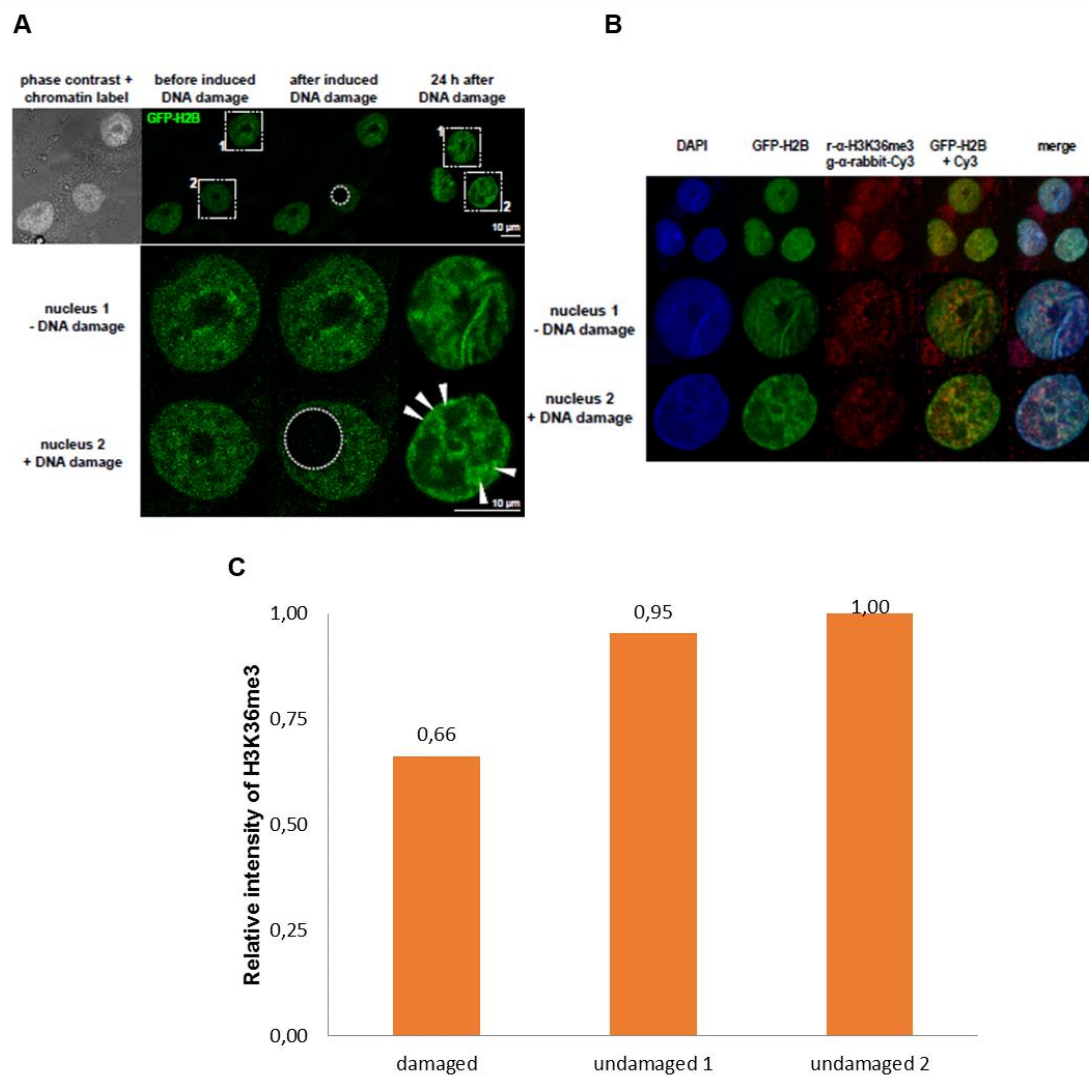 A
phase contrast +
chromatin label
before induced
DNA damage
after induced
DNA damage
24 h after
DNA damage
GFP-H2B
1
2
1
2
10 µm
nucleus 1
- DNA damage
nucleus 2
+ DNA damage
10 µm
B
DAPI
GFP-H2B
r-α-H3K36me3
g-α-rabbit-Cy3
GFP-H2B
+ Cy3
merge
nucleus 1
- DNA damage
nucleus 2
+ DNA damage
C
Relative intensity of H3K36me3
1,00
0,75
0,50
0,25
0,00
0,66
0,95
1,00
damaged
undamaged 1
undamaged 2